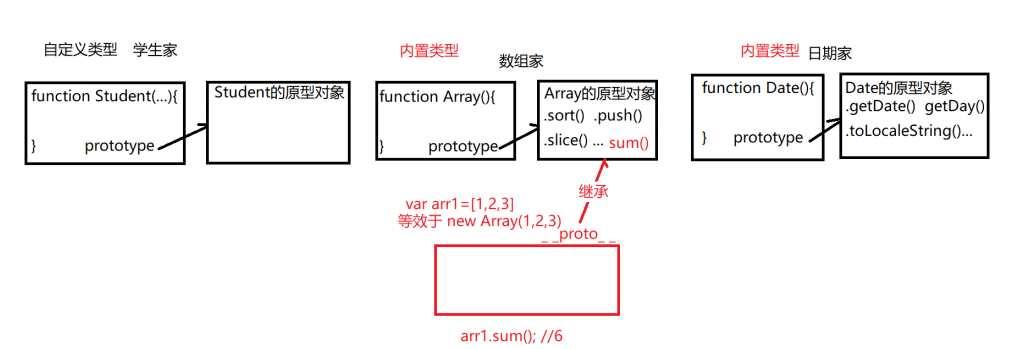 自定义类型 学生家
function Student(...){
}
prototype
Student的原型对象
内置类型
数组家
function Array(){
}
prototype
Array的原型对象
.sort() .push()
.slice() ... sum()
继承
var arr1=[1,2,3]
等效于 new Array(1,2,3)
__proto__
arr1.sum(); //6
内置类型 日期家
function Date(){
}
prototype
Date的原型对象
.getDate() getDay()
.toLocaleString()...